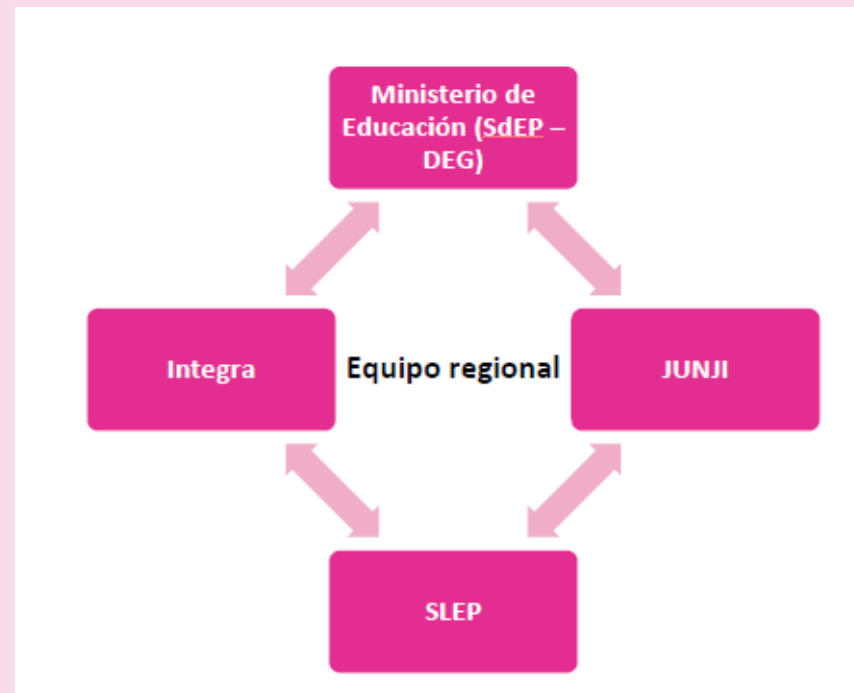 Ministerio de
Educación (SdEP –
DEG)
Integra
Equipo regional
JUNJI
SLEP